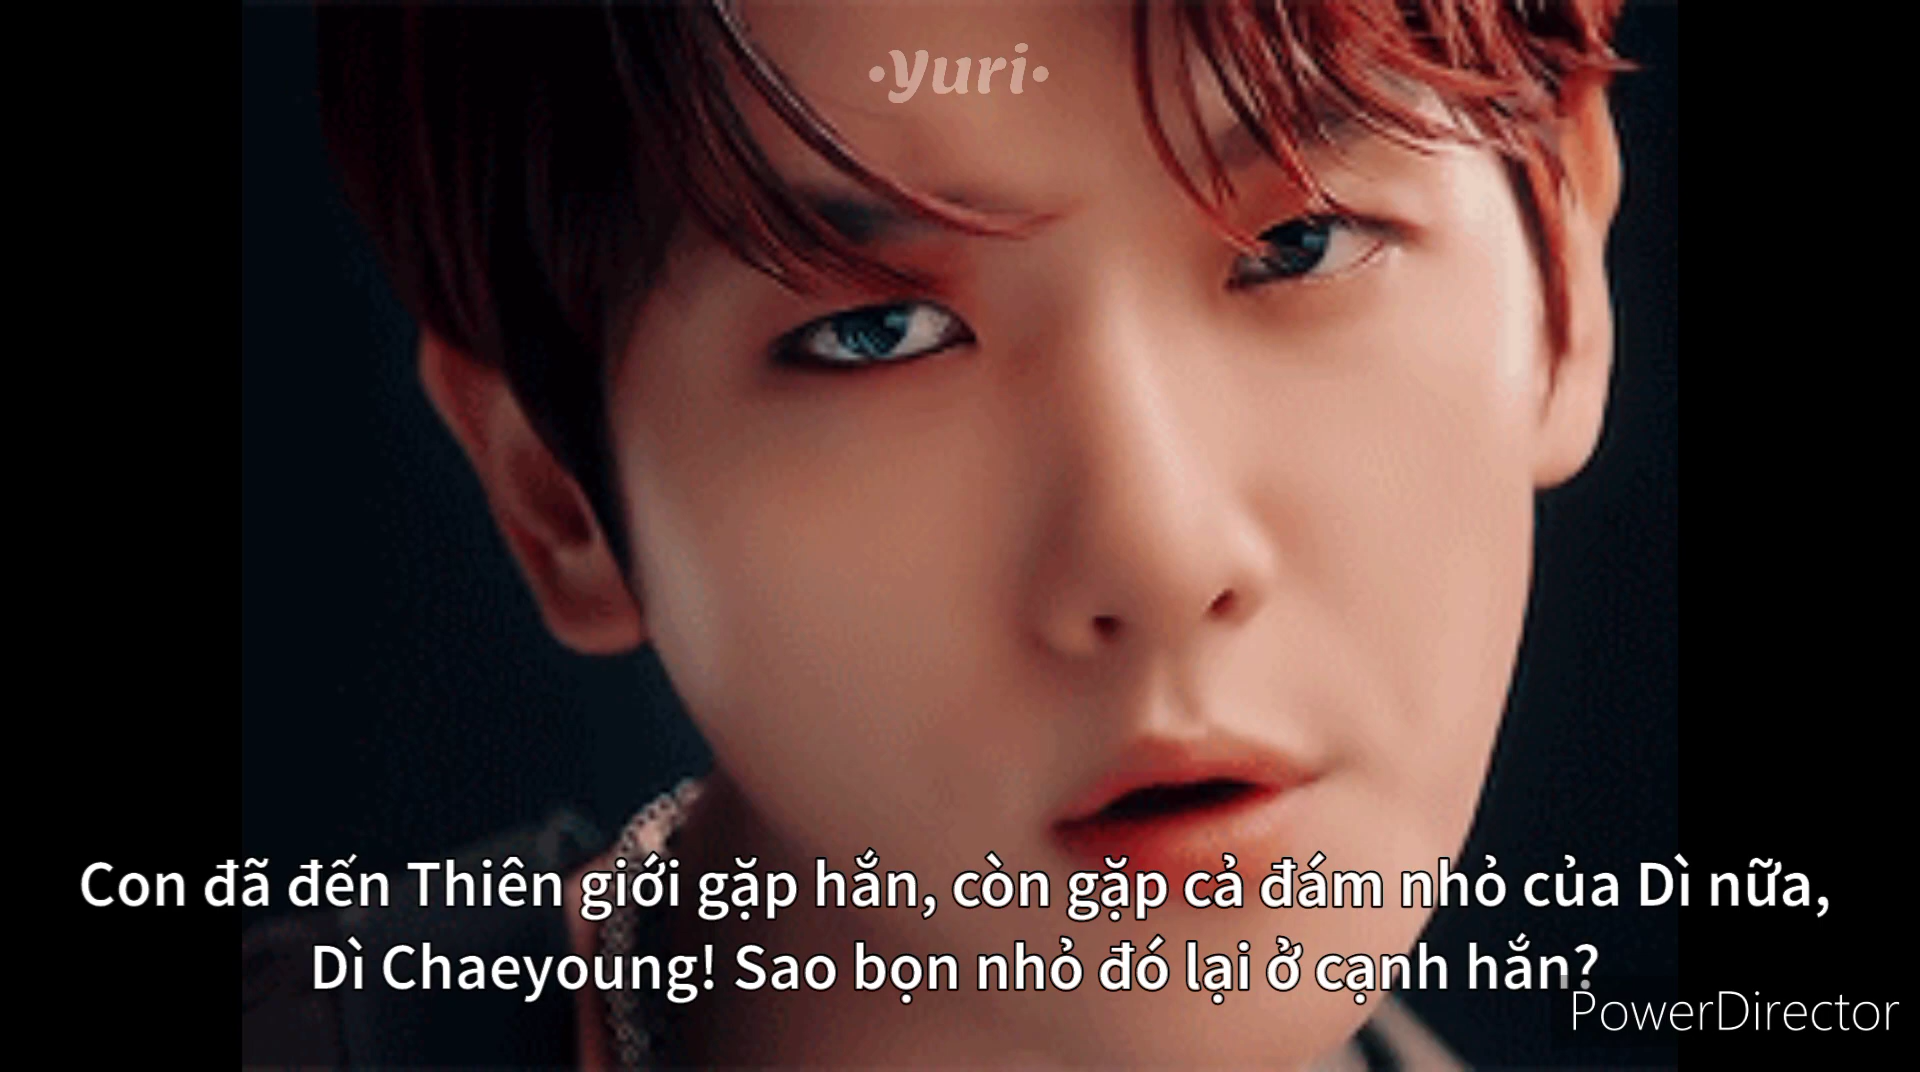 •yuri•
Con đã đến Thiên giới gặp hắn, còn gặp cả đám nhỏ của Dì nữa,
Dì Chaeyoung! Sao bọn nhỏ đó lại ở cạnh hắn?
PowerDirector